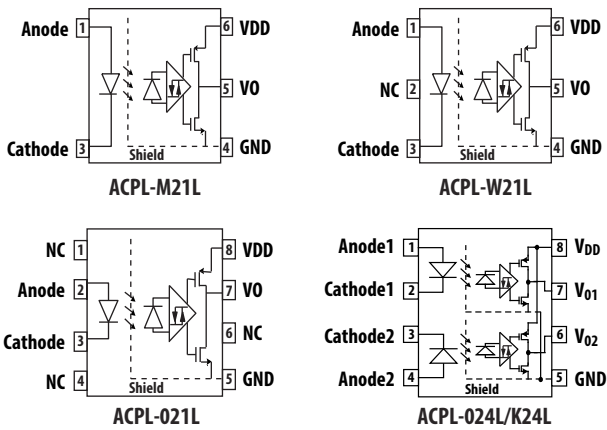 Anode 1 6 VDD
5 VO
Cathode 3 4 GND
Shield
ACPL-M21L
Anode 1 6 VDD
NC 2 5 VO
Cathode 3 4 GND
Shield
ACPL-W21L
NC 1 8 VDD
Anode 2 7 VO
Cathode 3 6 NC
NC 4 5 GND
Shield
ACPL-021L
Anode1 1 8 VDD
Cathode1 2 7 V01
Cathode2 3 6 V02
Anode2 4 5 GND
Shield
ACPL-024L/K24L